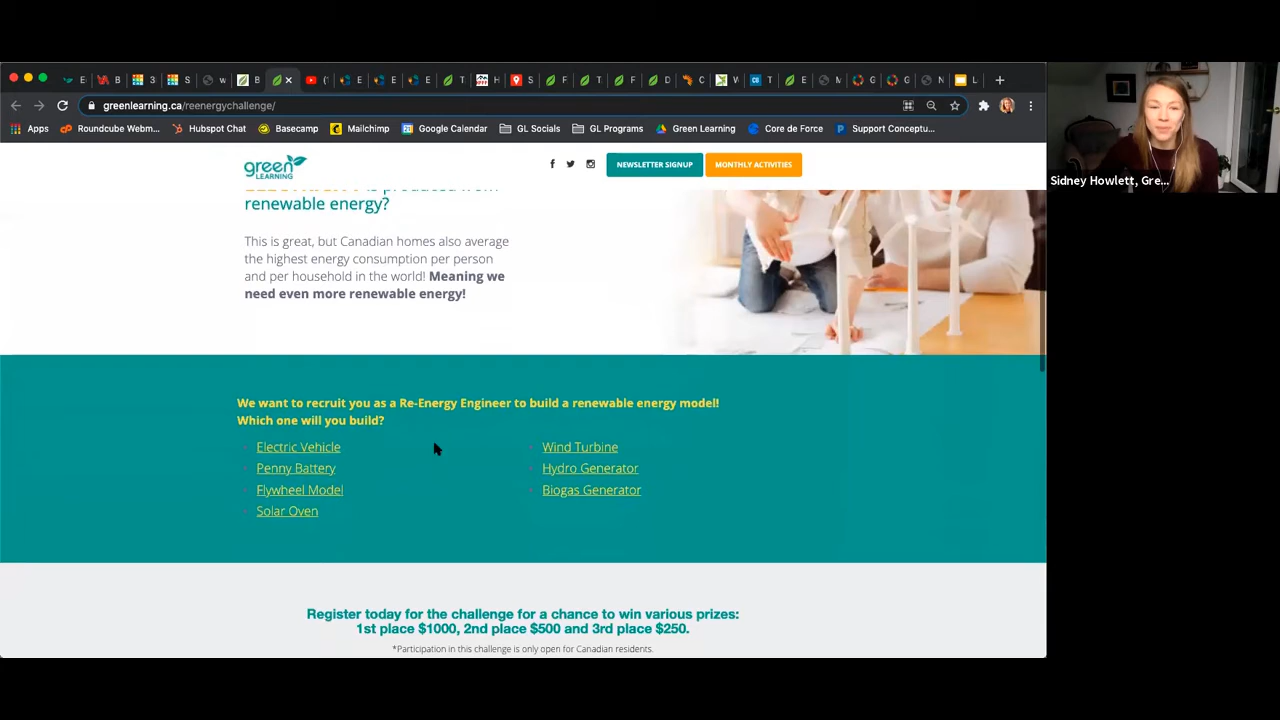 E
B
3
S
w
B
(
E
E
E
T
H
S
F
T
F
D
C
W
T
E
M
G
G
N
L
greenlearning.ca/reenergychallenge/
Apps
Roundcube Webm...
Hubspot Chat
Basecamp
Mailchimp
Google Calendar
GL Socials
GL Programs
Green Learning
Core de Force
Support Conceptu...
green
LEARNING
NEWSLETTER SIGNUP
MONTHLY ACTIVITIES
is produced from
renewable energy?
This is great, but Canadian homes also average
the highest energy consumption per person
and per household in the world! Meaning we
need even more renewable energy!
We want to recruit you as a Re-Energy Engineer to build a renewable energy model!
Which one will you build?
Electric Vehicle
Penny Battery
Flywheel Model
Solar Oven
Wind Turbine
Hydro Generator
Biogas Generator
Register today for the challenge for a chance to win various prizes:
1st place $1000, 2nd place $500 and 3rd place $250.
*Participation in this challenge is only open for Canadian residents.
Sidney Howlett, Gre...